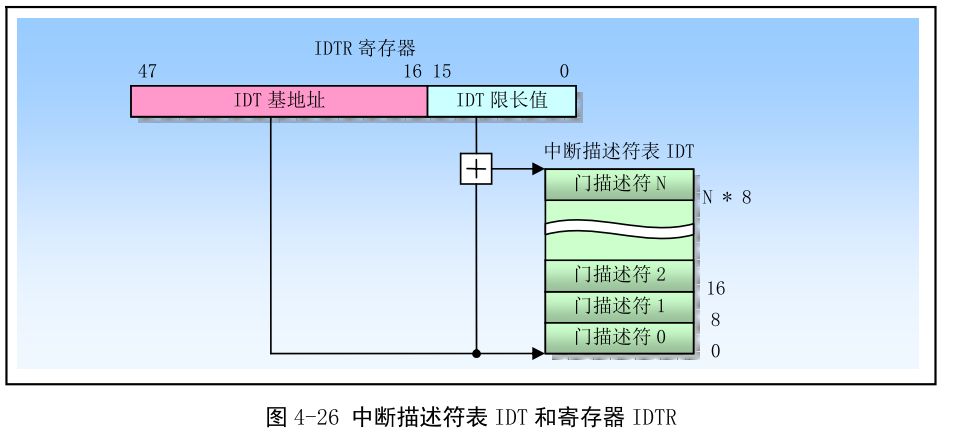 IDTR 寄存器
47 16 15 0
IDT 基地址 IDT 限长值
中断描述符表 IDT
+
门描述符 N
N * 8
门描述符 2
16
门描述符 1
8
门描述符 0
0
图 4-26 中断描述符表 IDT 和寄存器 IDTR